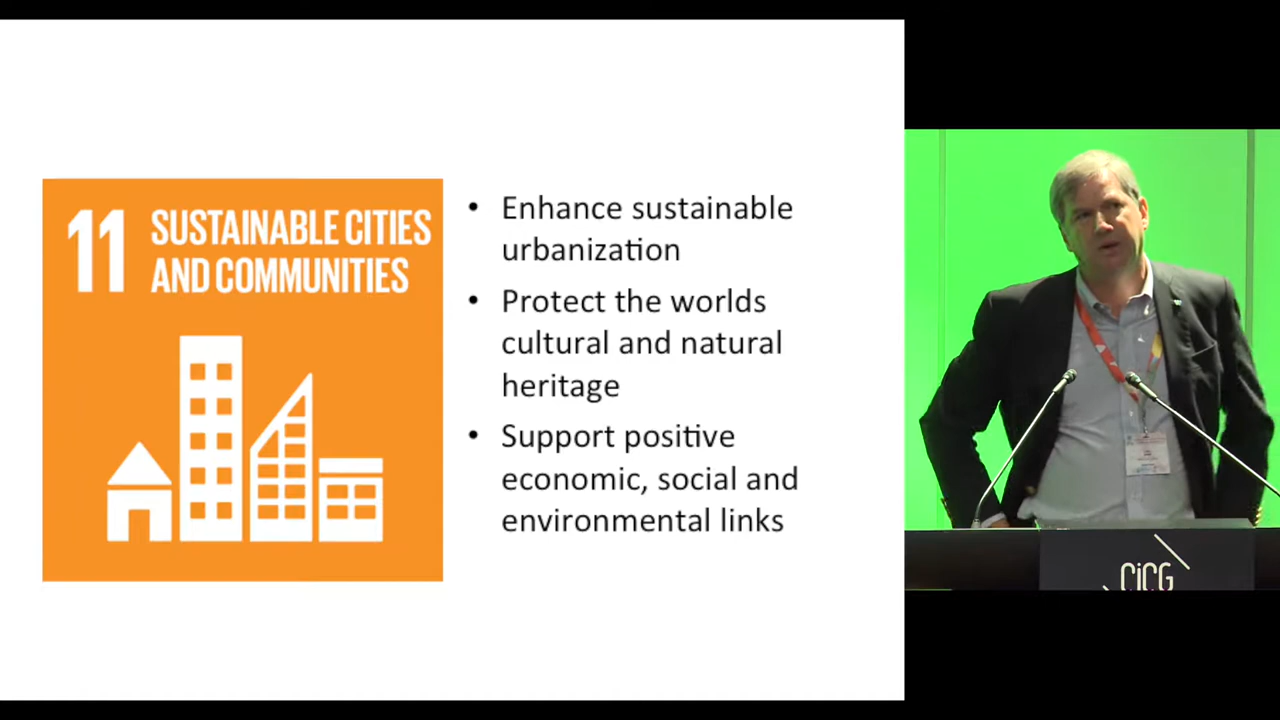 11 SUSTAINABLE CITIES
AND COMMUNITIES
• Enhance sustainable
urbanization
• Protect the worlds
cultural and natural
heritage
• Support positive
economic, social and
environmental links
CiCG